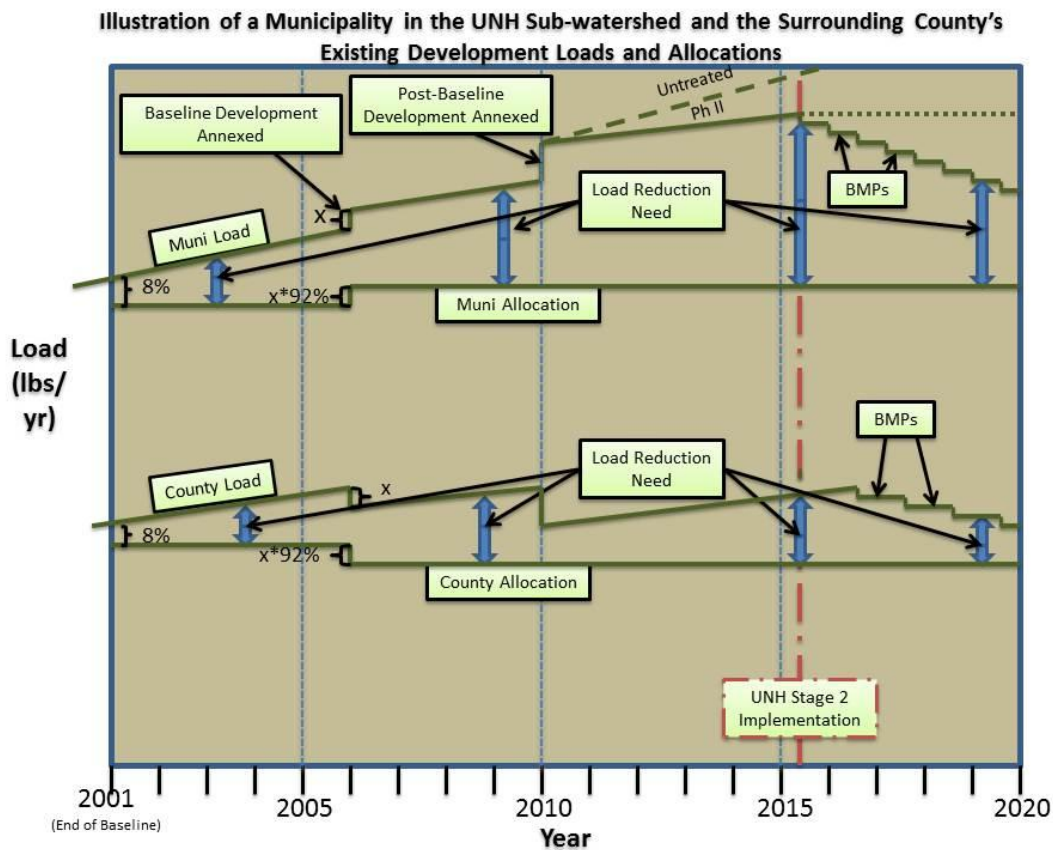 Illustration of a Municipality in the UNH Sub-watershed and the Surrounding County's
Existing Development Loads and Allocations
Untreated
Ph II
Baseline Development
Annexed
Post-Baseline
Development Annexed
Load Reduction
Need
BMPs
X
Muni Load
8%
x*92%
Muni Allocation
Load
(lbs/
yr)
BMPs
Load Reduction
Need
County Load
x
8%
x*92%
County Allocation
UNH Stage 2
Implementation
2001
2005
2010
2015
2020
(End of Baseline)
Year